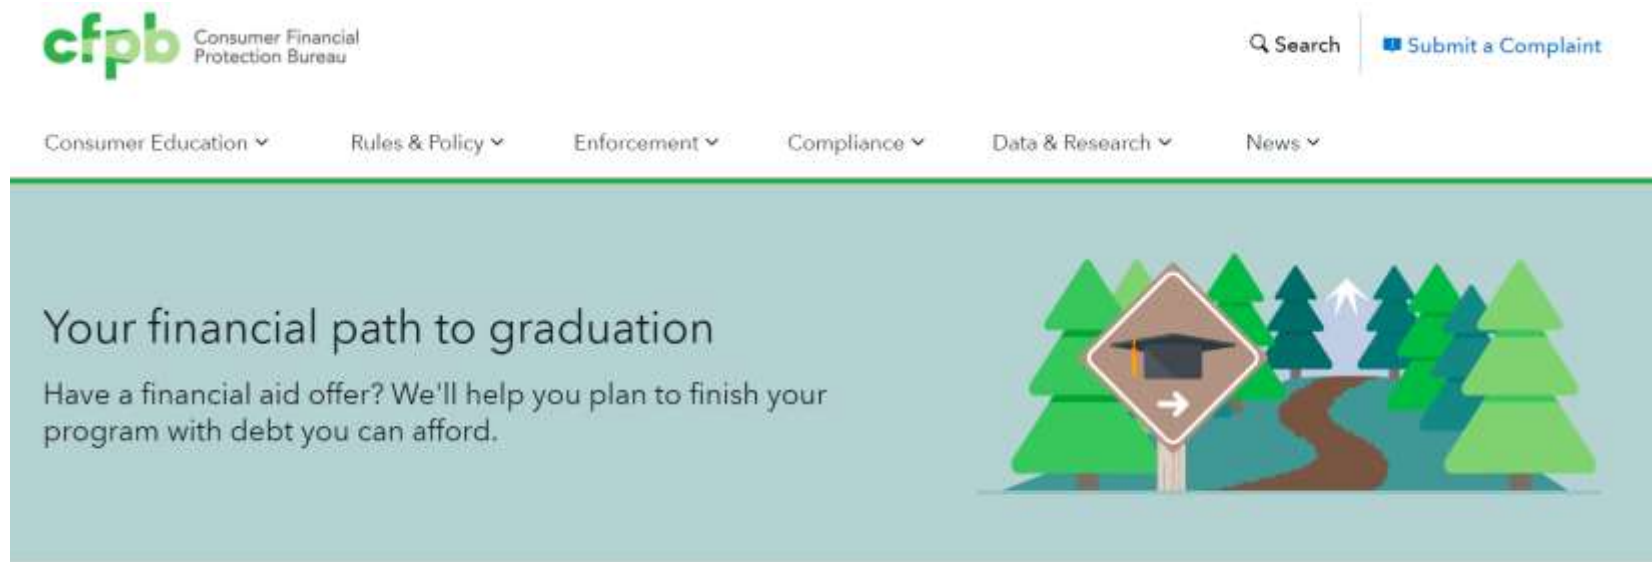 cfpb Consumer Financial
Protection Bureau
Search
Submit a Complaint
Consumer Education
Rules & Policy
Enforcement
Compliance
Data & Research
News
Your financial path to graduation
Have a financial aid offer? We'll help you plan to finish your
program with debt you can afford.